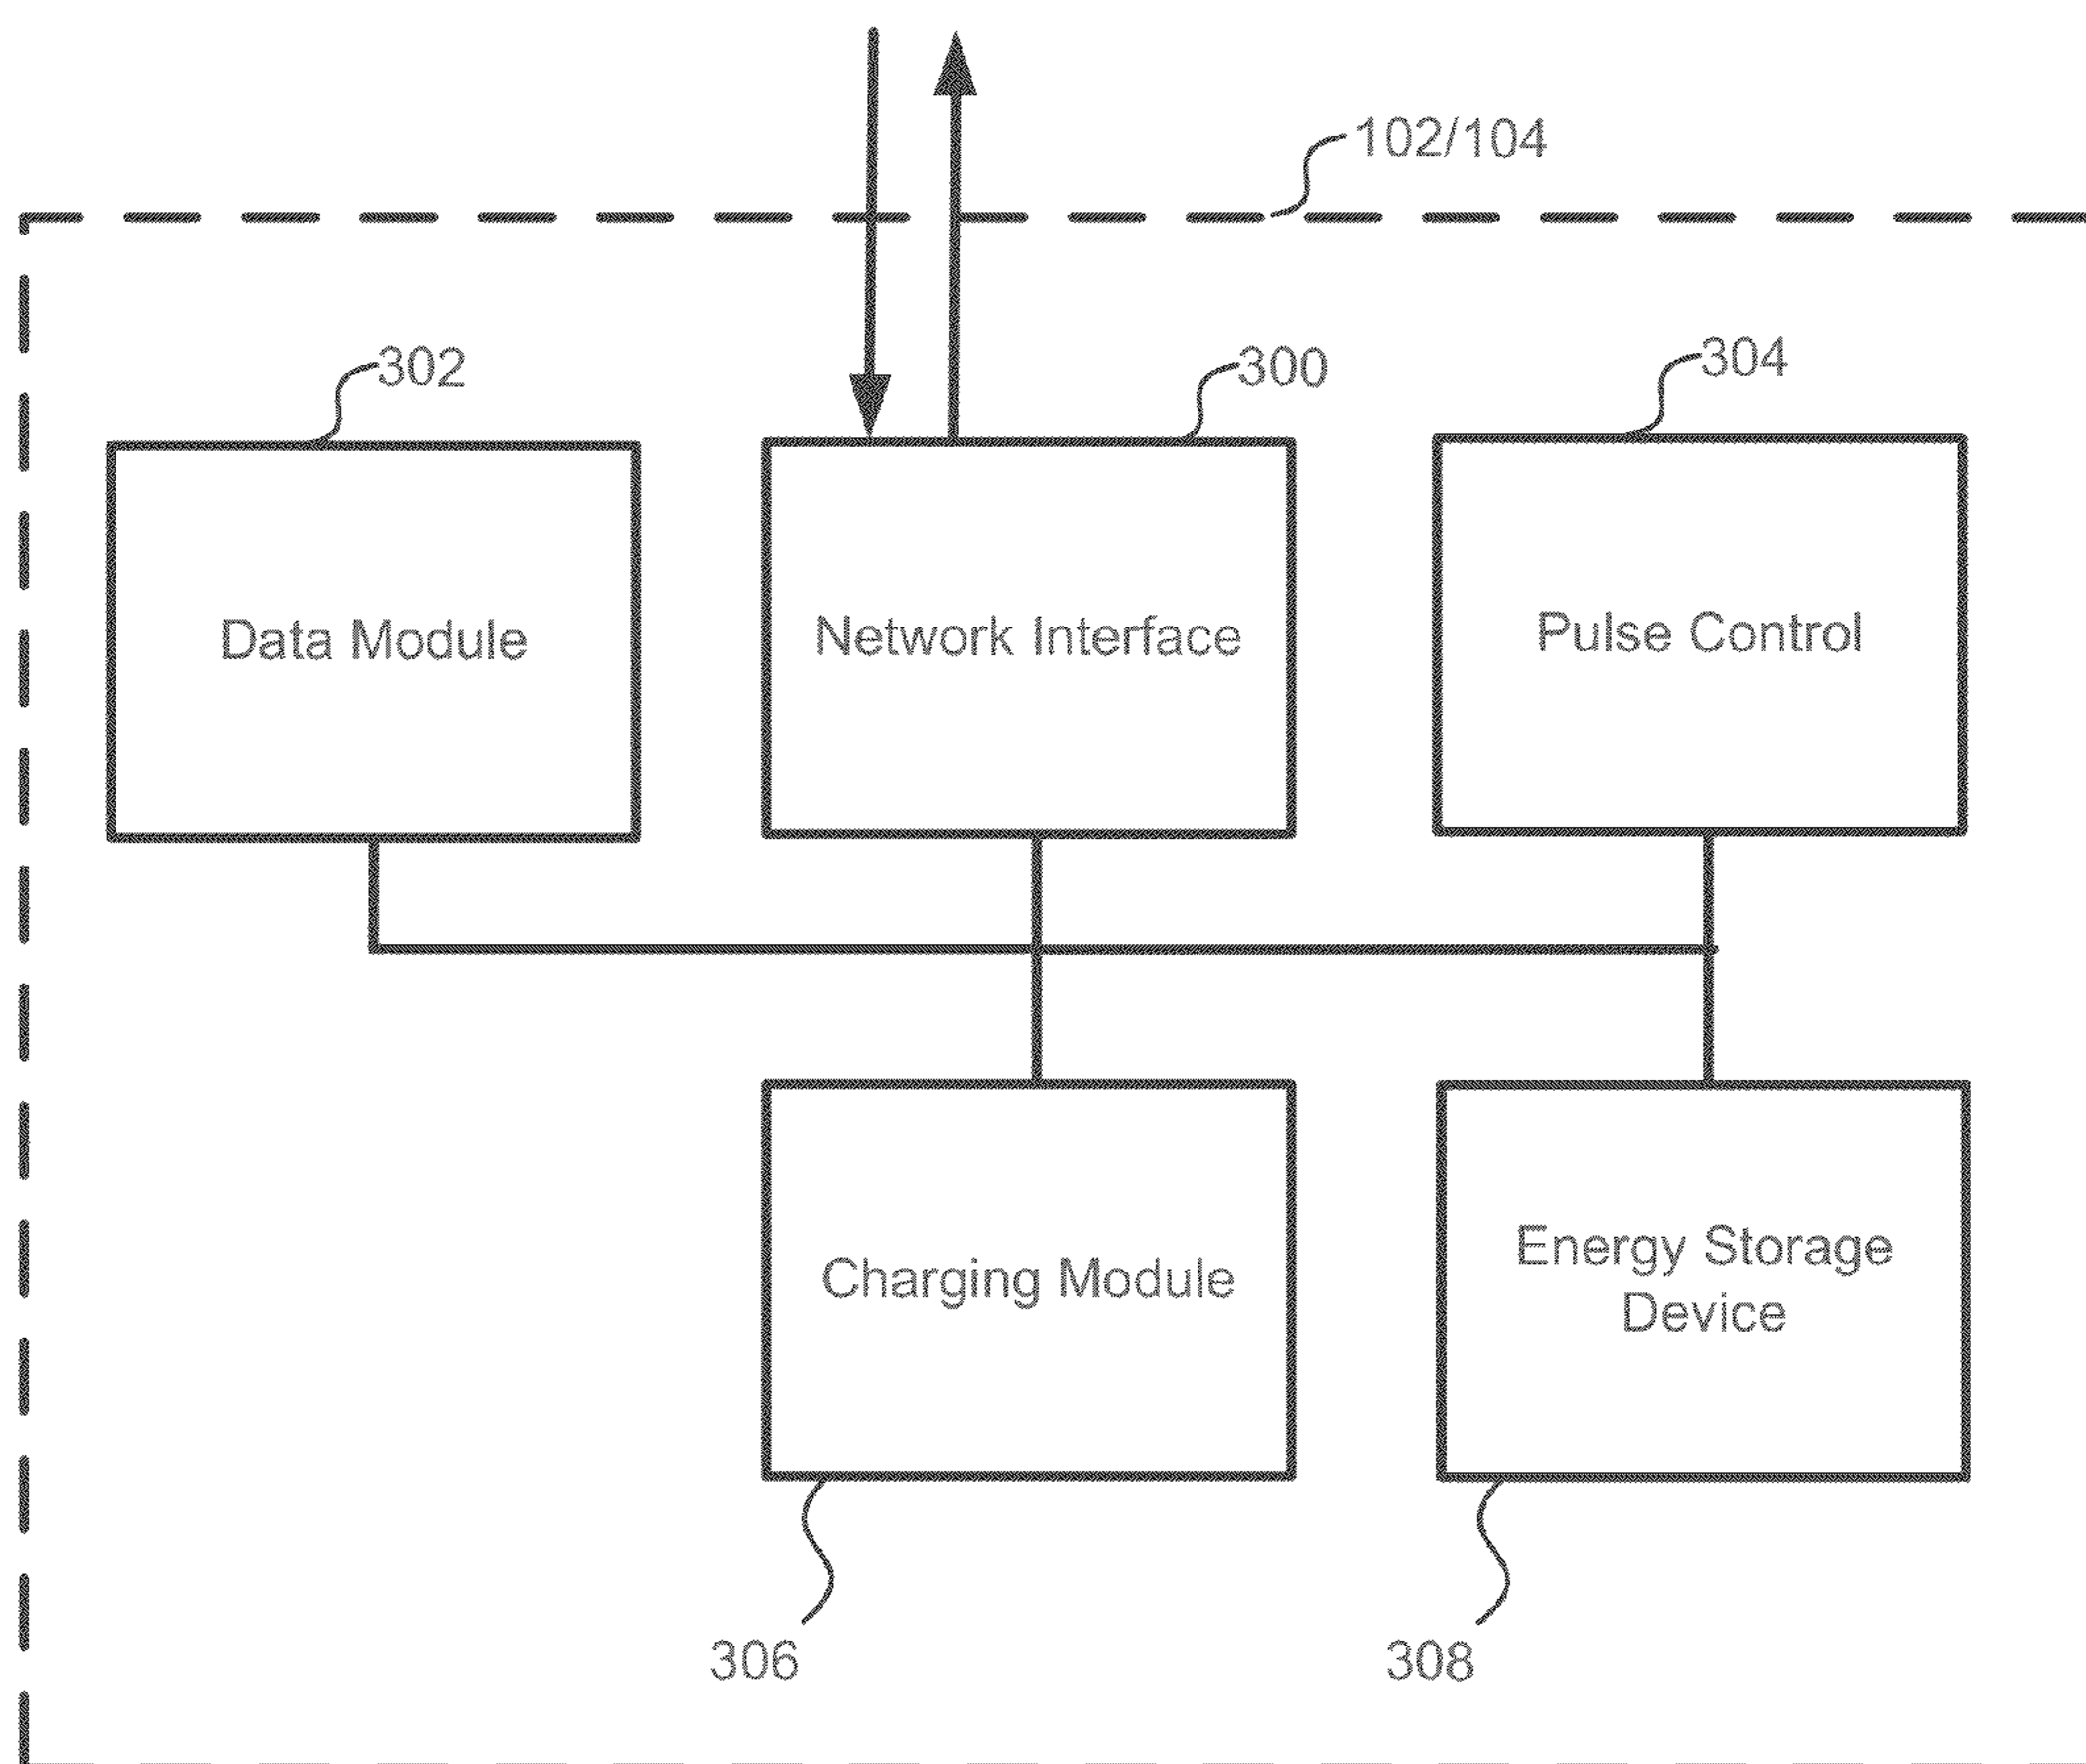 102/104
302
300
304
Data Module
Network Interface
Pulse Control
Charging Module
Energy Storage
Device
306
308